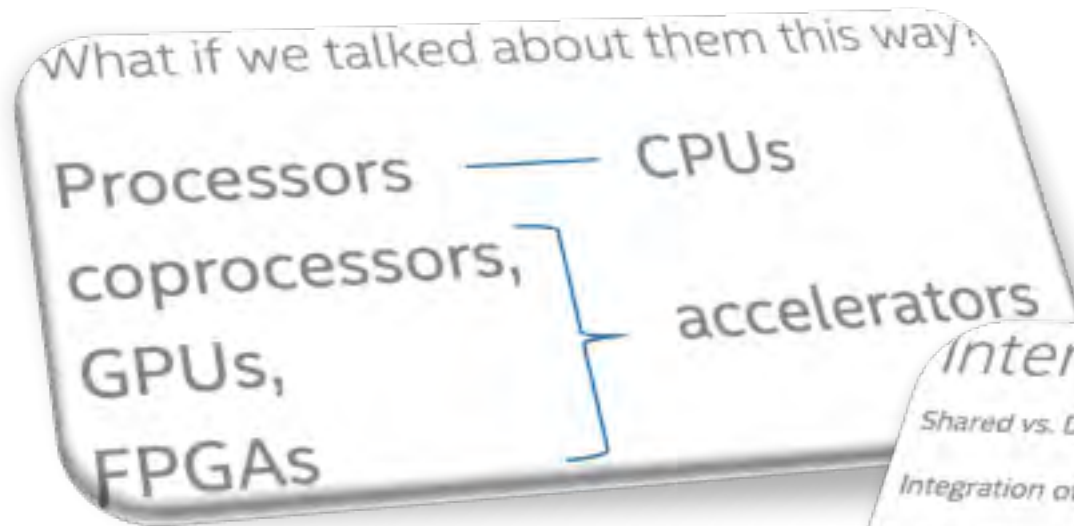 What if we talked about them this way?
Processors CPUs
coprocessors,
GPUs,
FPGAs
accelerators
Inter
Shared vs. D
Integration of